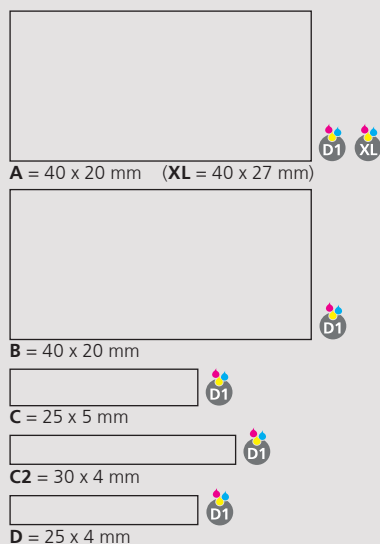 D1 XL
A = 40 x 20 mm (XL = 40 x 27 mm)
D1
B = 40 x 20 mm
D1
C = 25 x 5 mm
D1
C2 = 30 x 4 mm
D1
D = 25 x 4 mm